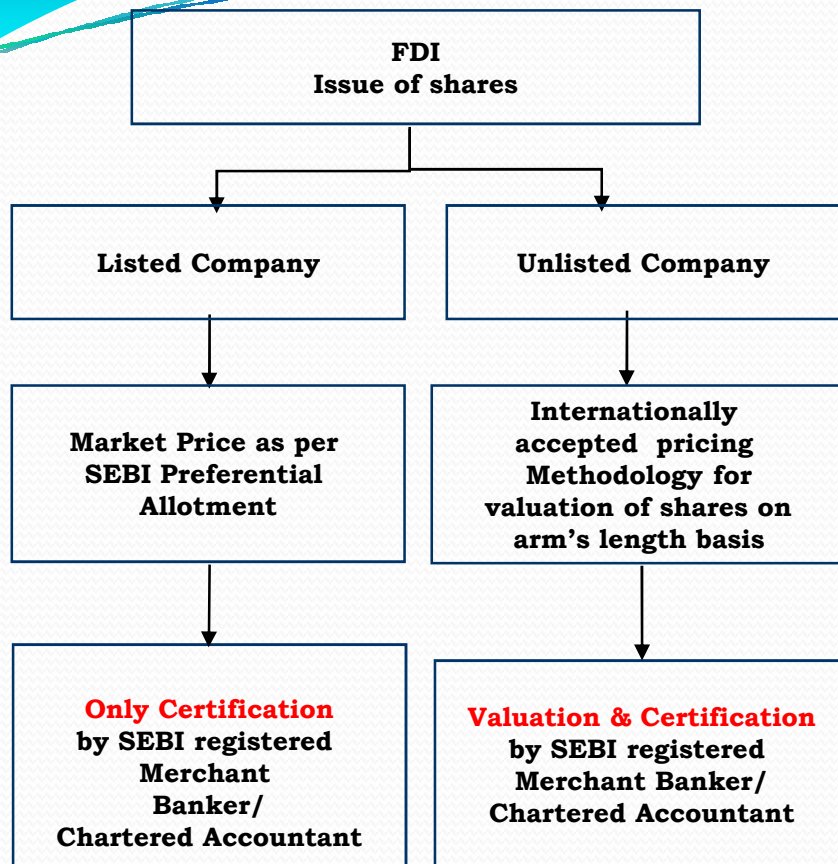 FDI
Issue of shares
Listed Company
Unlisted Company
Market Price as per
SEBI Preferential
Allotment
Internationally
accepted pricing
Methodology for
valuation of shares on
arm's length basis
Only Certification
by SEBI registered
Merchant
Banker/
Chartered Accountant
Valuation & Certification
by SEBI registered
Merchant Banker/
Chartered Accountant